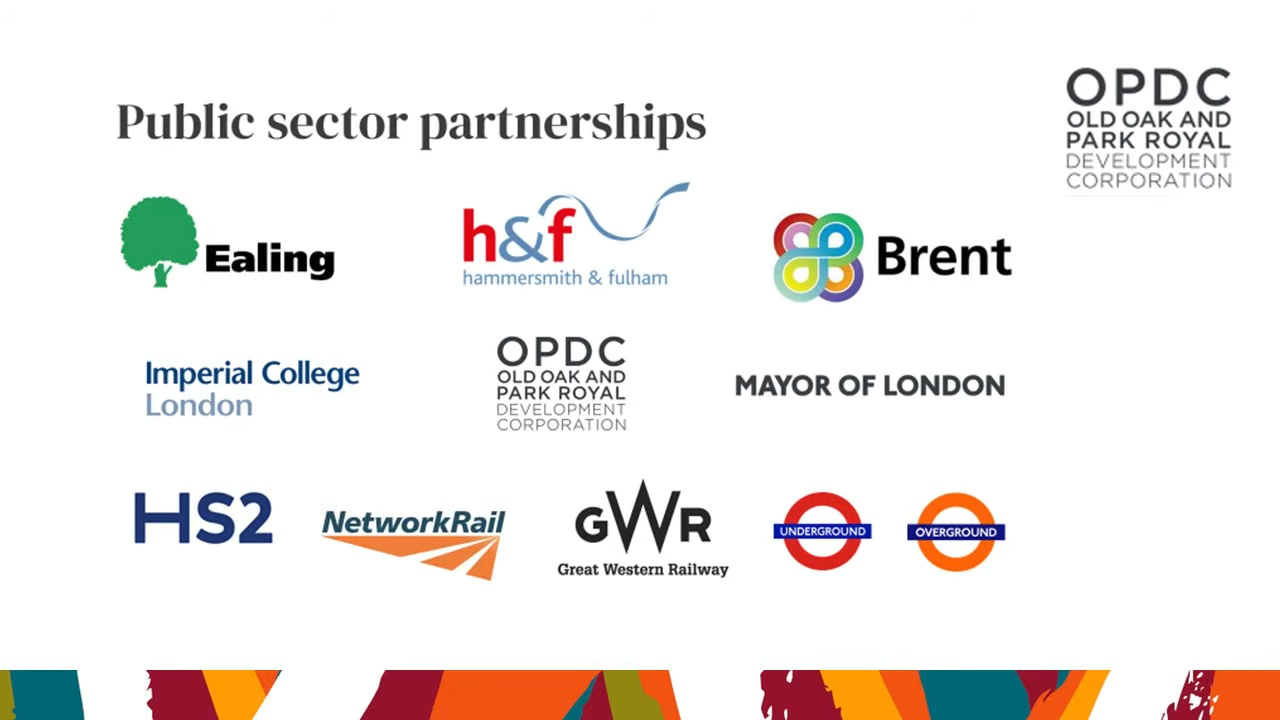 Public sector partnerships
OPDC
OLD OAK AND
PARK ROYAL
DEVELOPMENT
CORPORATION
Ealing
h&f
hammersmith & fulham
Brent
Imperial College
London
OPDC
OLD OAK AND
PARK ROYAL
DEVELOPMENT
CORPORATION
MAYOR OF LONDON
HS2
NetworkRail
GWR
Great Western Railway
UNDERGROUND
OVERGROUND